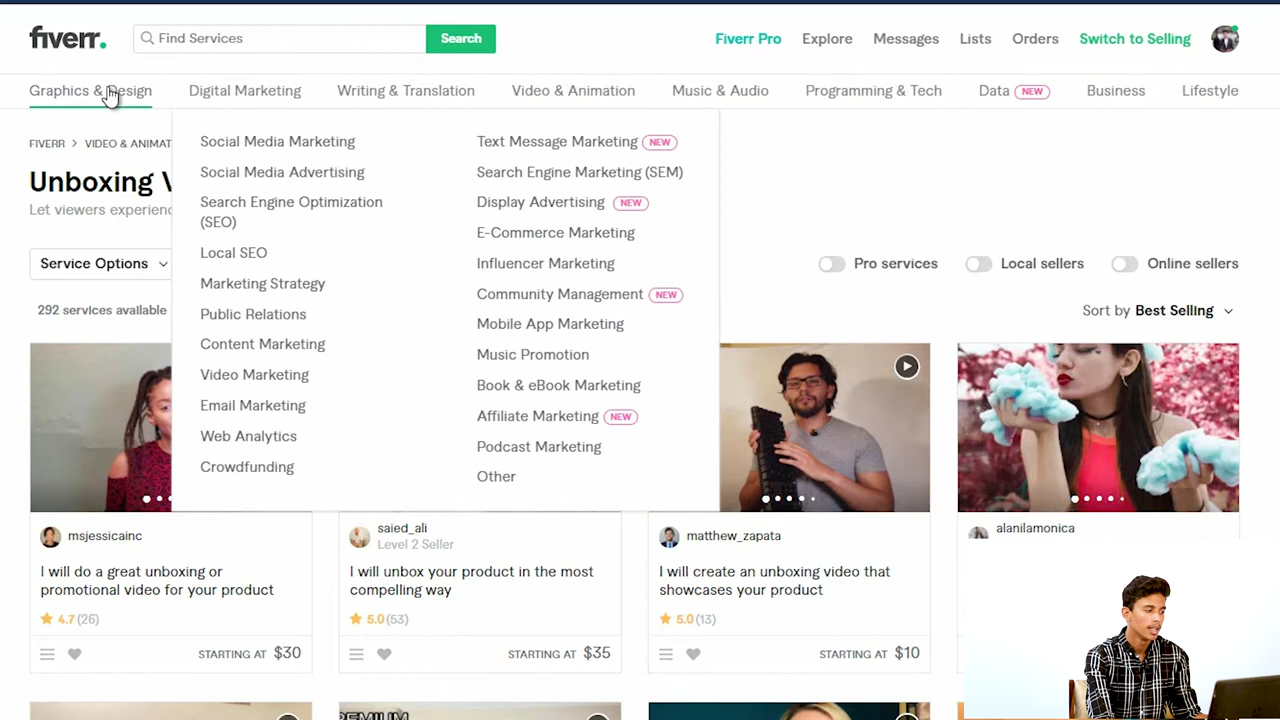 fiverr.
Find Services
Search
Fiverr Pro
Explore
Messages
Lists
Orders
Switch to Selling
Graphics & Design
Digital Marketing
Writing & Translation
Video & Animation
Music & Audio
Programming & Tech
Data NEW
Business
Lifestyle
FIVERR > VIDEO & ANIMAT
Unboxing V
Let viewers experienc
Social Media Marketing
Social Media Advertising
Search Engine Optimization
(SEO)
Local SEO
Marketing Strategy
Public Relations
Content Marketing
Video Marketing
Email Marketing
Web Analytics
Crowdfunding
Text Message Marketing NEW
Search Engine Marketing (SEM)
Display Advertising NEW
E-Commerce Marketing
Influencer Marketing
Community Management NEW
Mobile App Marketing
Music Promotion
Book & eBook Marketing
Affiliate Marketing NEW
Podcast Marketing
Other
Service Options
Pro services
Local sellers
Online sellers
292 services available
Sort by Best Selling
msjessicainc
I will do a great unboxing or
promotional video for your product
4.7 (26)
STARTING AT $30
saied_ali
Level 2 Seller
I will unbox your product in the most
compelling way
5.0 (53)
STARTING AT $35
matthew_zapata
I will create an unboxing video that
showcases your product
5.0 (13)
STARTING AT $10
alanilamonica
PREMIUM